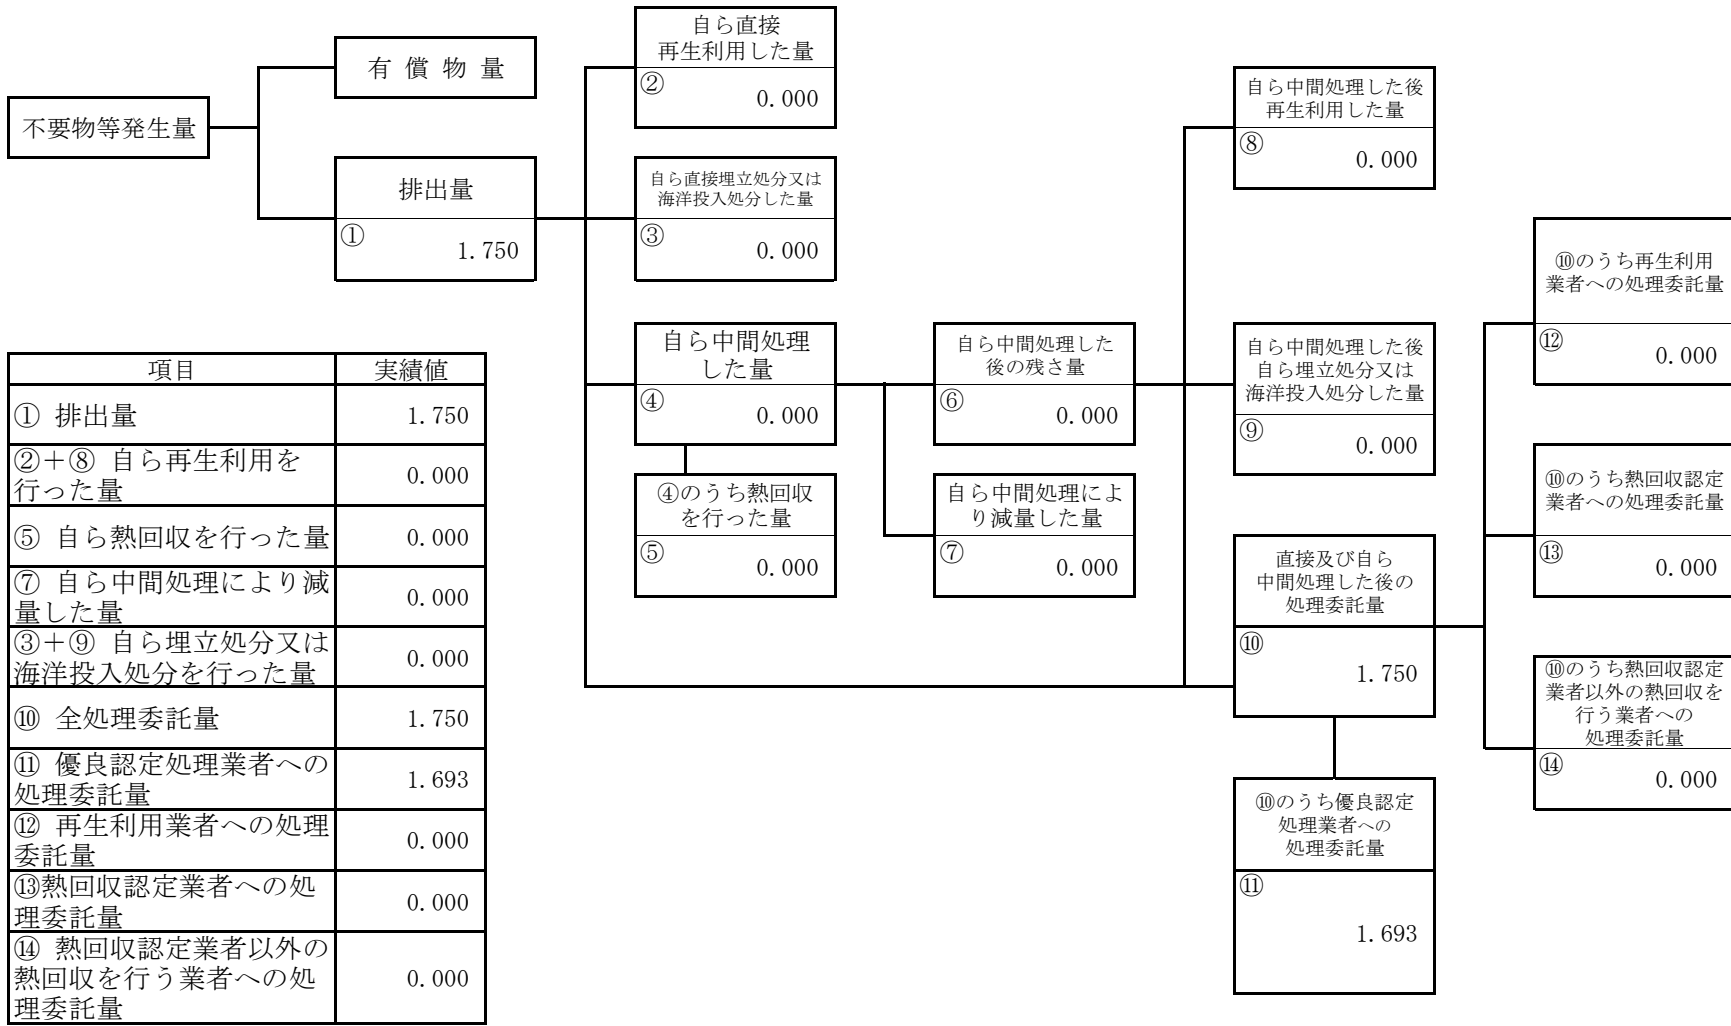 不要物等発生量
有 償 物 量
排出量
①
1.750
自ら直接
再生利用した量
②
0.000
自ら直接埋立処分又は
海洋投入処分した量
③
0.000
自ら中間処理
した量
④
0.000
④のうち熱回収
を行った量
⑤
0.000
自ら中間処理した
後の残さ量
⑥
0.000
自ら中間処理によ
り減量した量
⑦
0.000
自ら中間処理した後
再生利用した量
⑧
0.000
自ら中間処理した後
自ら埋立処分又は
海洋投入処分した量
⑨
0.000
直接及び自ら
中間処理した後の
処理委託量
⑩
1.750
⑩のうち優良認定
処理業者への
処理委託量
⑪
1.693
⑩のうち再生利用
業者への処理委託量
⑫
0.000
⑩のうち熱回収認定
業者への処理委託量
⑬
0.000
⑩のうち熱回収認定
業者以外の熱回収を
行う業者への
処理委託量
⑭
0.000
項目 実績値
① 排出量 1.750
②＋⑧ 自ら再生利用を
行った量 0.000
⑤ 自ら熱回収を行った量 0.000
⑦ 自ら中間処理により減
量した量 0.000
③＋⑨ 自ら埋立処分又は
海洋投入処分を行った量 0.000
⑩ 全処理委託量 1.750
⑪ 優良認定処理業者への
処理委託量 1.693
⑫ 再生利用業者への処理
委託量 0.000
⑬熱回収認定業者への処
理委託量 0.000
⑭ 熱回収認定業者以外の
熱回収を行う業者への処
理委託量 0.000